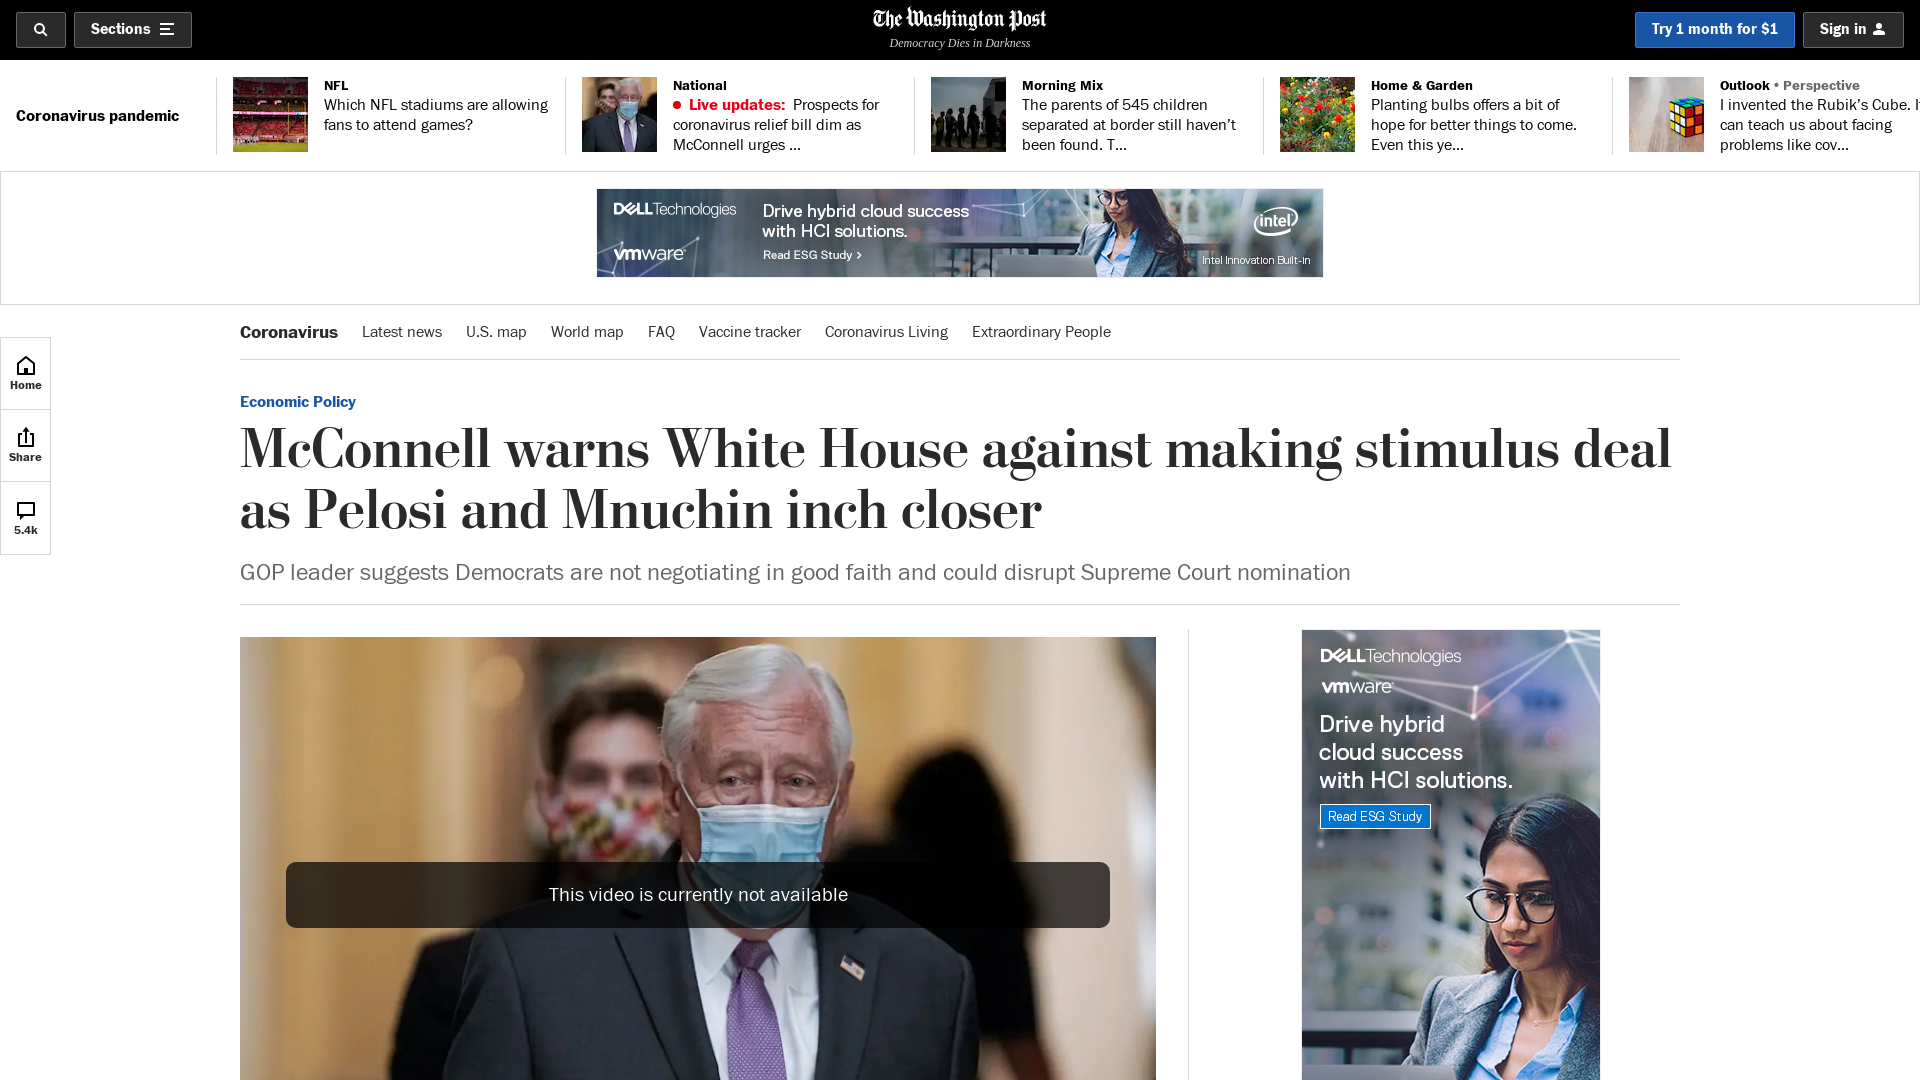 Sections
The Washington Post
Democracy Dies in Darkness
Try 1 month for $1
Sign in
Coronavirus pandemic
NFL
Which NFL stadiums are allowing
fans to attend games?
National
Live updates: Prospects for
coronavirus relief bill dim as
McConnell urges ...
Morning Mix
The parents of 545 children
separated at border still haven’t
been found. T...
Home & Garden
Planting bulbs offers a bit of
hope for better things to come.
Even this ye...
Outlook • Perspective
I invented the Rubik’s Cube. I
can teach us about facing
problems like cov...
DELLTechnologies
vmware
Drive hybrid cloud success
with HCI solutions.
Read ESG Study >
intel
Intel Innovation Built-in
Coronavirus Latest news U.S. map World map FAQ Vaccine tracker Coronavirus Living Extraordinary People
Home
Share
5.4k
Economic Policy
McConnell warns White House against making stimulus deal
as Pelosi and Mnuchin inch closer
GOP leader suggests Democrats are not negotiating in good faith and could disrupt Supreme Court nomination
This video is currently not available
DELLTechnologies
vmware
Drive hybrid
cloud success
with HCI solutions.
Read ESG Study